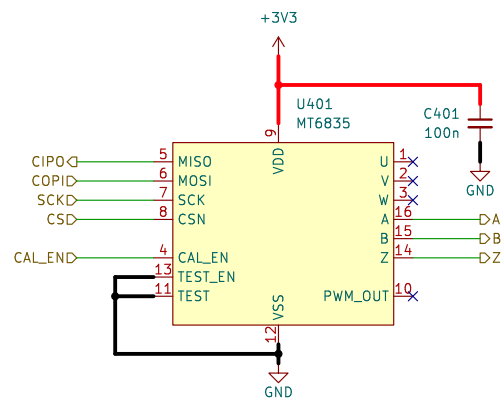 +3V3
U401
MT6835
C401
100n
GND
9
VDD
CIPO 5 MISO U 1
COPI 6 MOSI V 2
SCK 7 SCK W 3
CS 8 CSN A 16 A
B 15 B
CAL_EN 4 CAL_EN Z 14 Z
13 TEST_EN
11 TEST PWM_OUT 10
VSS
12
GND